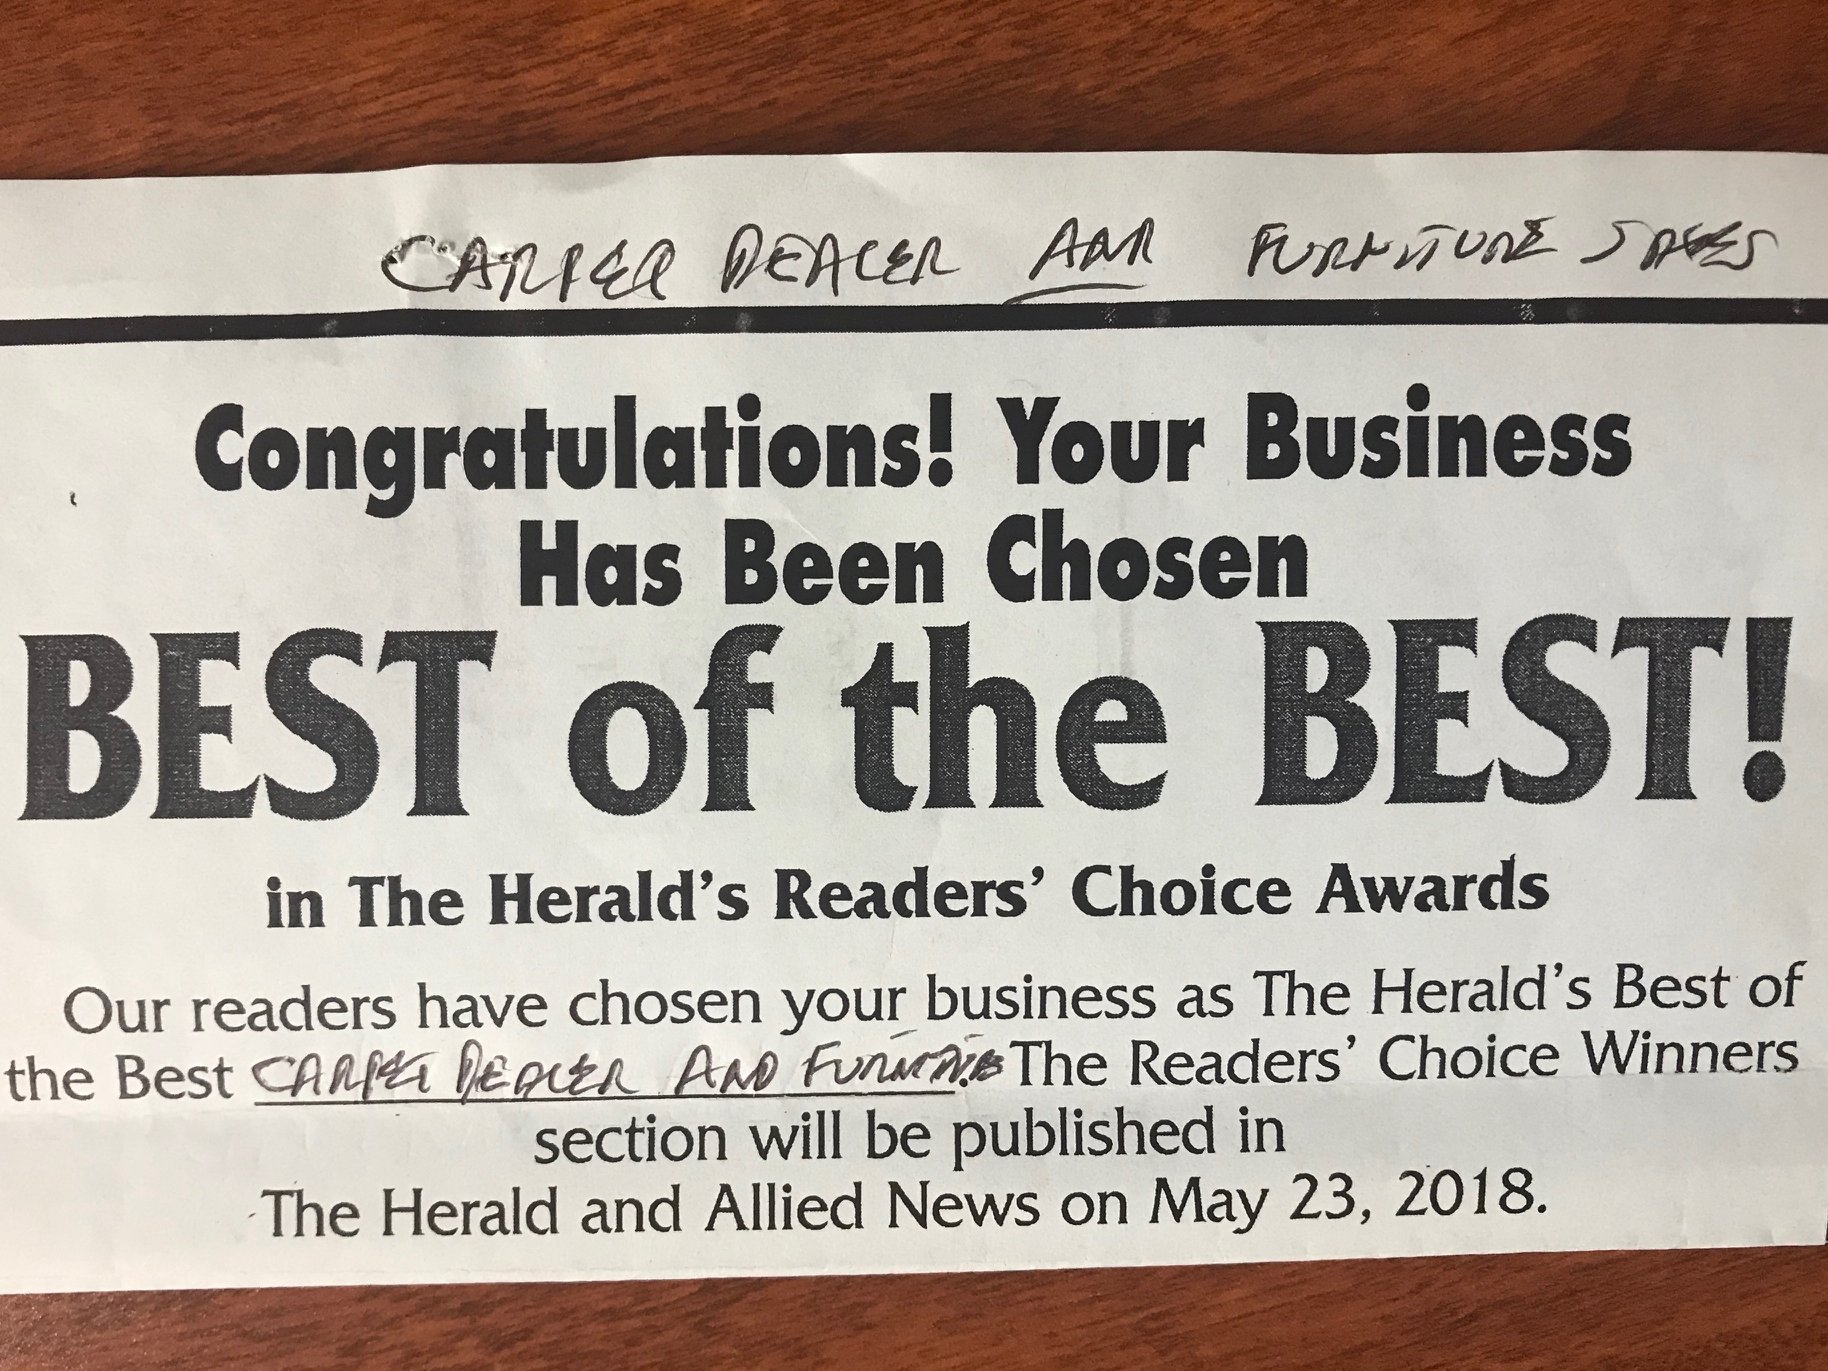 CARPET DEALER AND FURNITURE SALES
Congratulations! Your Business
Has Been Chosen
BEST of the BEST!
in The Herald's Readers' Choice Awards
Our readers have chosen your business as The Herald's Best of
the Best CARPET DEALER AND FURNITURE The Readers' Choice Winners
section will be published in
The Herald and Allied News on May 23, 2018.